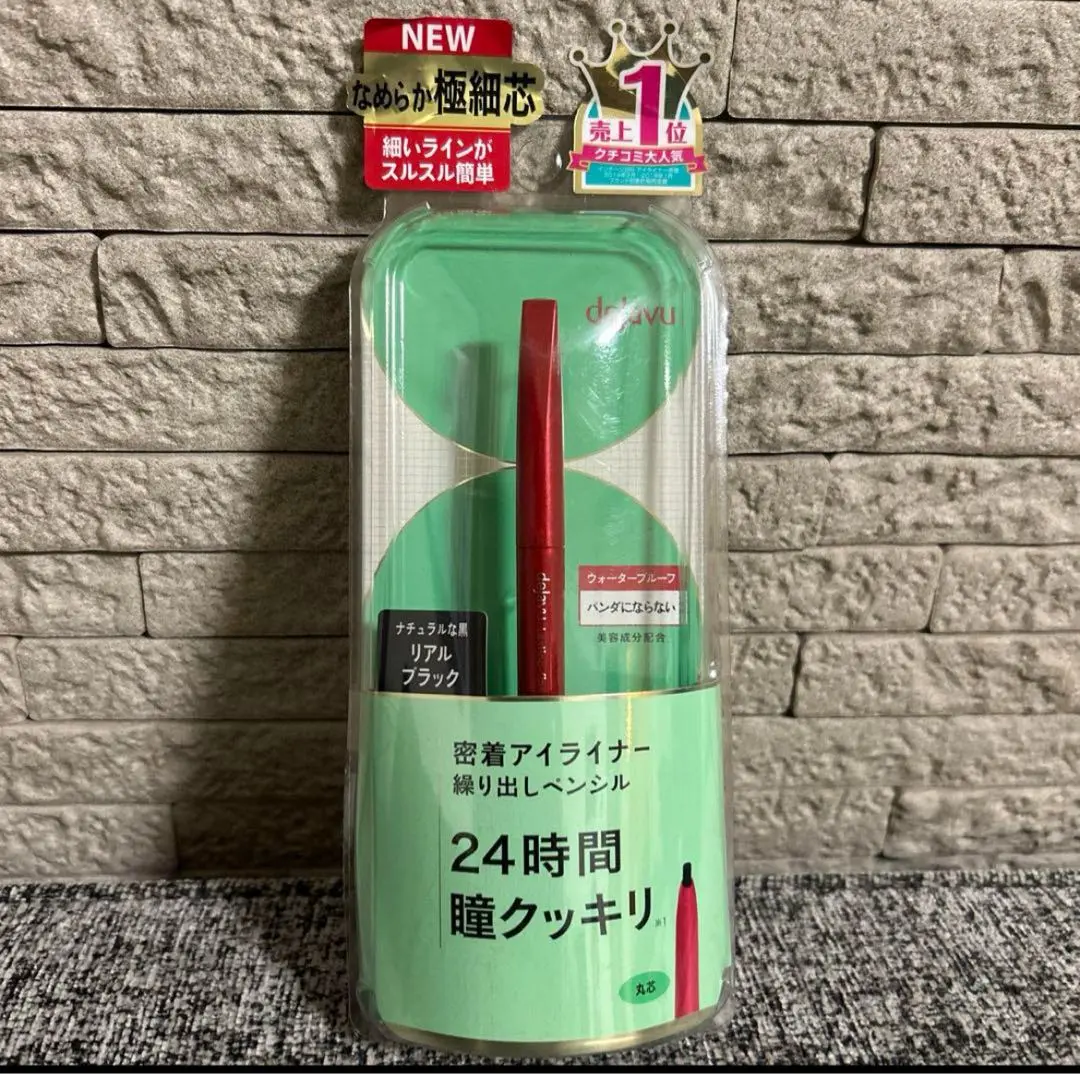 NEW
なめらか極細芯
細いラインが
スルスル簡単
売上1位
クチコミ大人気
dejavu
dejavu
ウォータープルーフ
パンダにならない
美容成分配合
ナチュラルな黒
リアル
ブラック
密着アイライナー
繰り出しペンシル
24時間
瞳クッキリ※1
丸芯